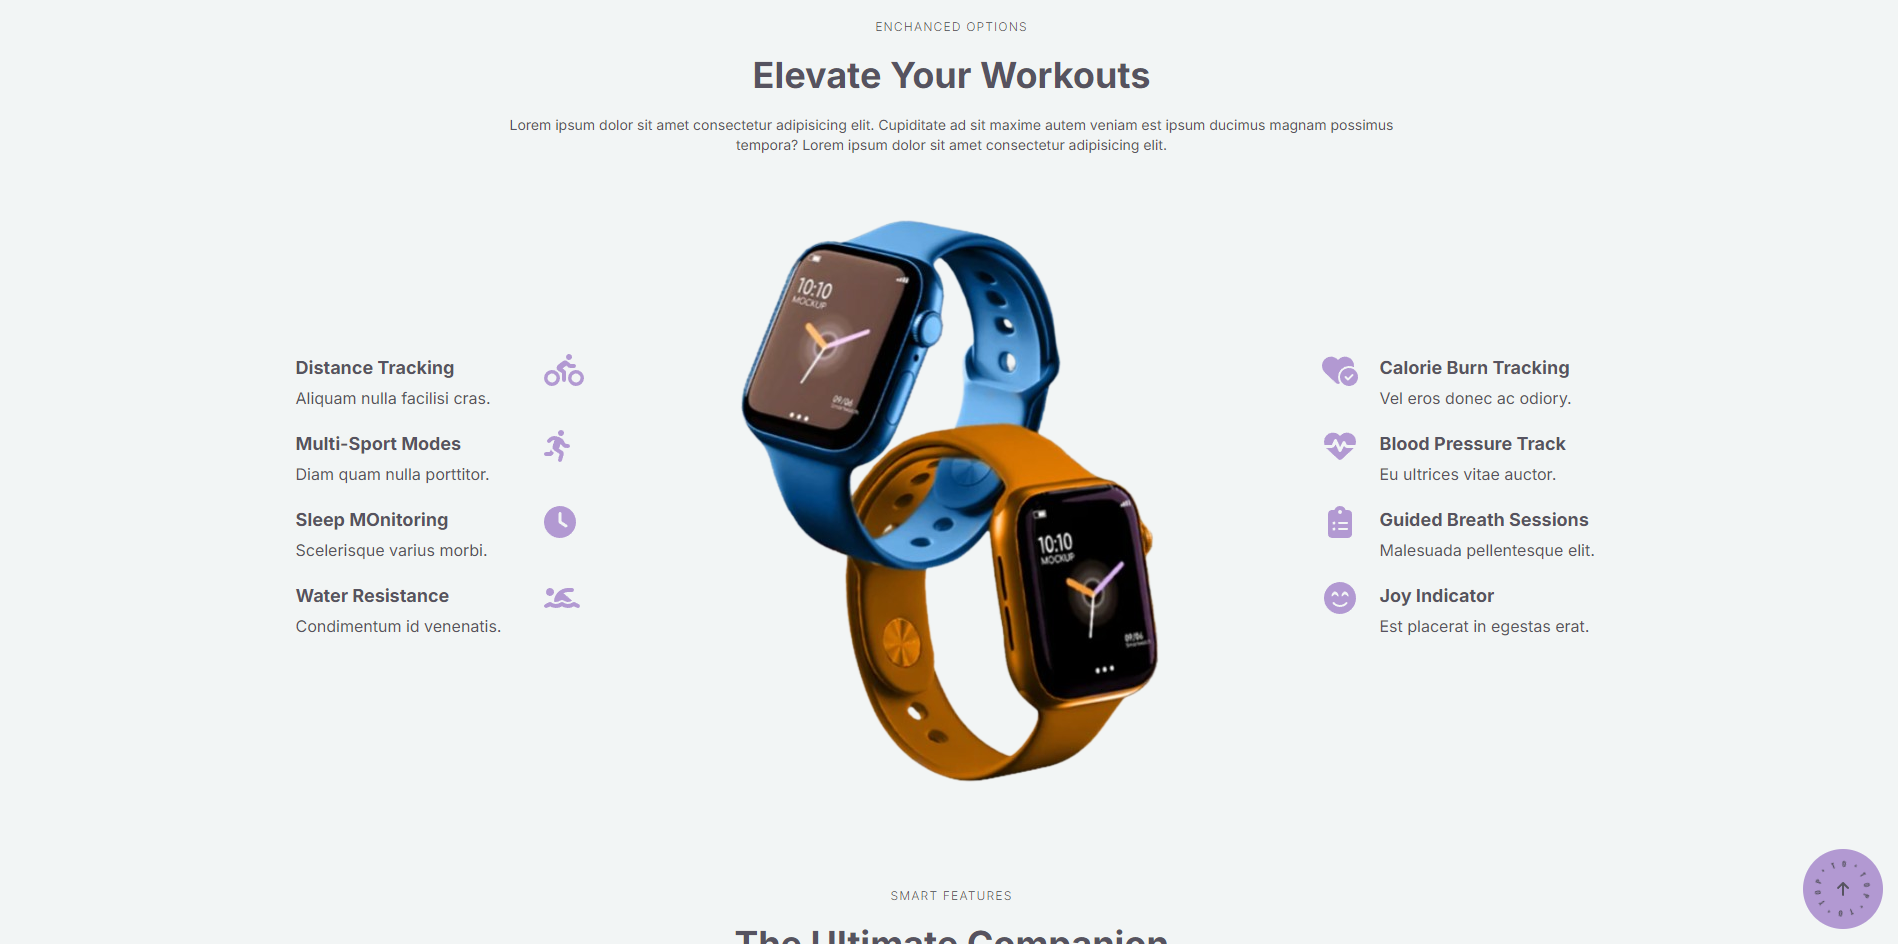 ENCHANCED OPTIONS
Elevate Your Workouts
Lorem ipsum dolor sit amet consectetur adipisicing elit. Cupiditate ad sit maxime autem veniam est ipsum ducimus magnam possimus
tempora? Lorem ipsum dolor sit amet consectetur adipisicing elit.
Distance Tracking
Aliquam nulla facilisi cras.
Multi-Sport Modes
Diam quam nulla porttitor.
Sleep MOnitoring
Scelerisque varius morbi.
Water Resistance
Condimentum id venenatis.
10:10
MOCKUP
09/06
10:10
MOCKUP
09/06
Calorie Burn Tracking
Vel eros donec ac odiory.
Blood Pressure Track
Eu ultrices vitae auctor.
Guided Breath Sessions
Malesuada pellentesque elit.
Joy Indicator
Est placerat in egestas erat.
SMART FEATURES
The Ultimate Companion